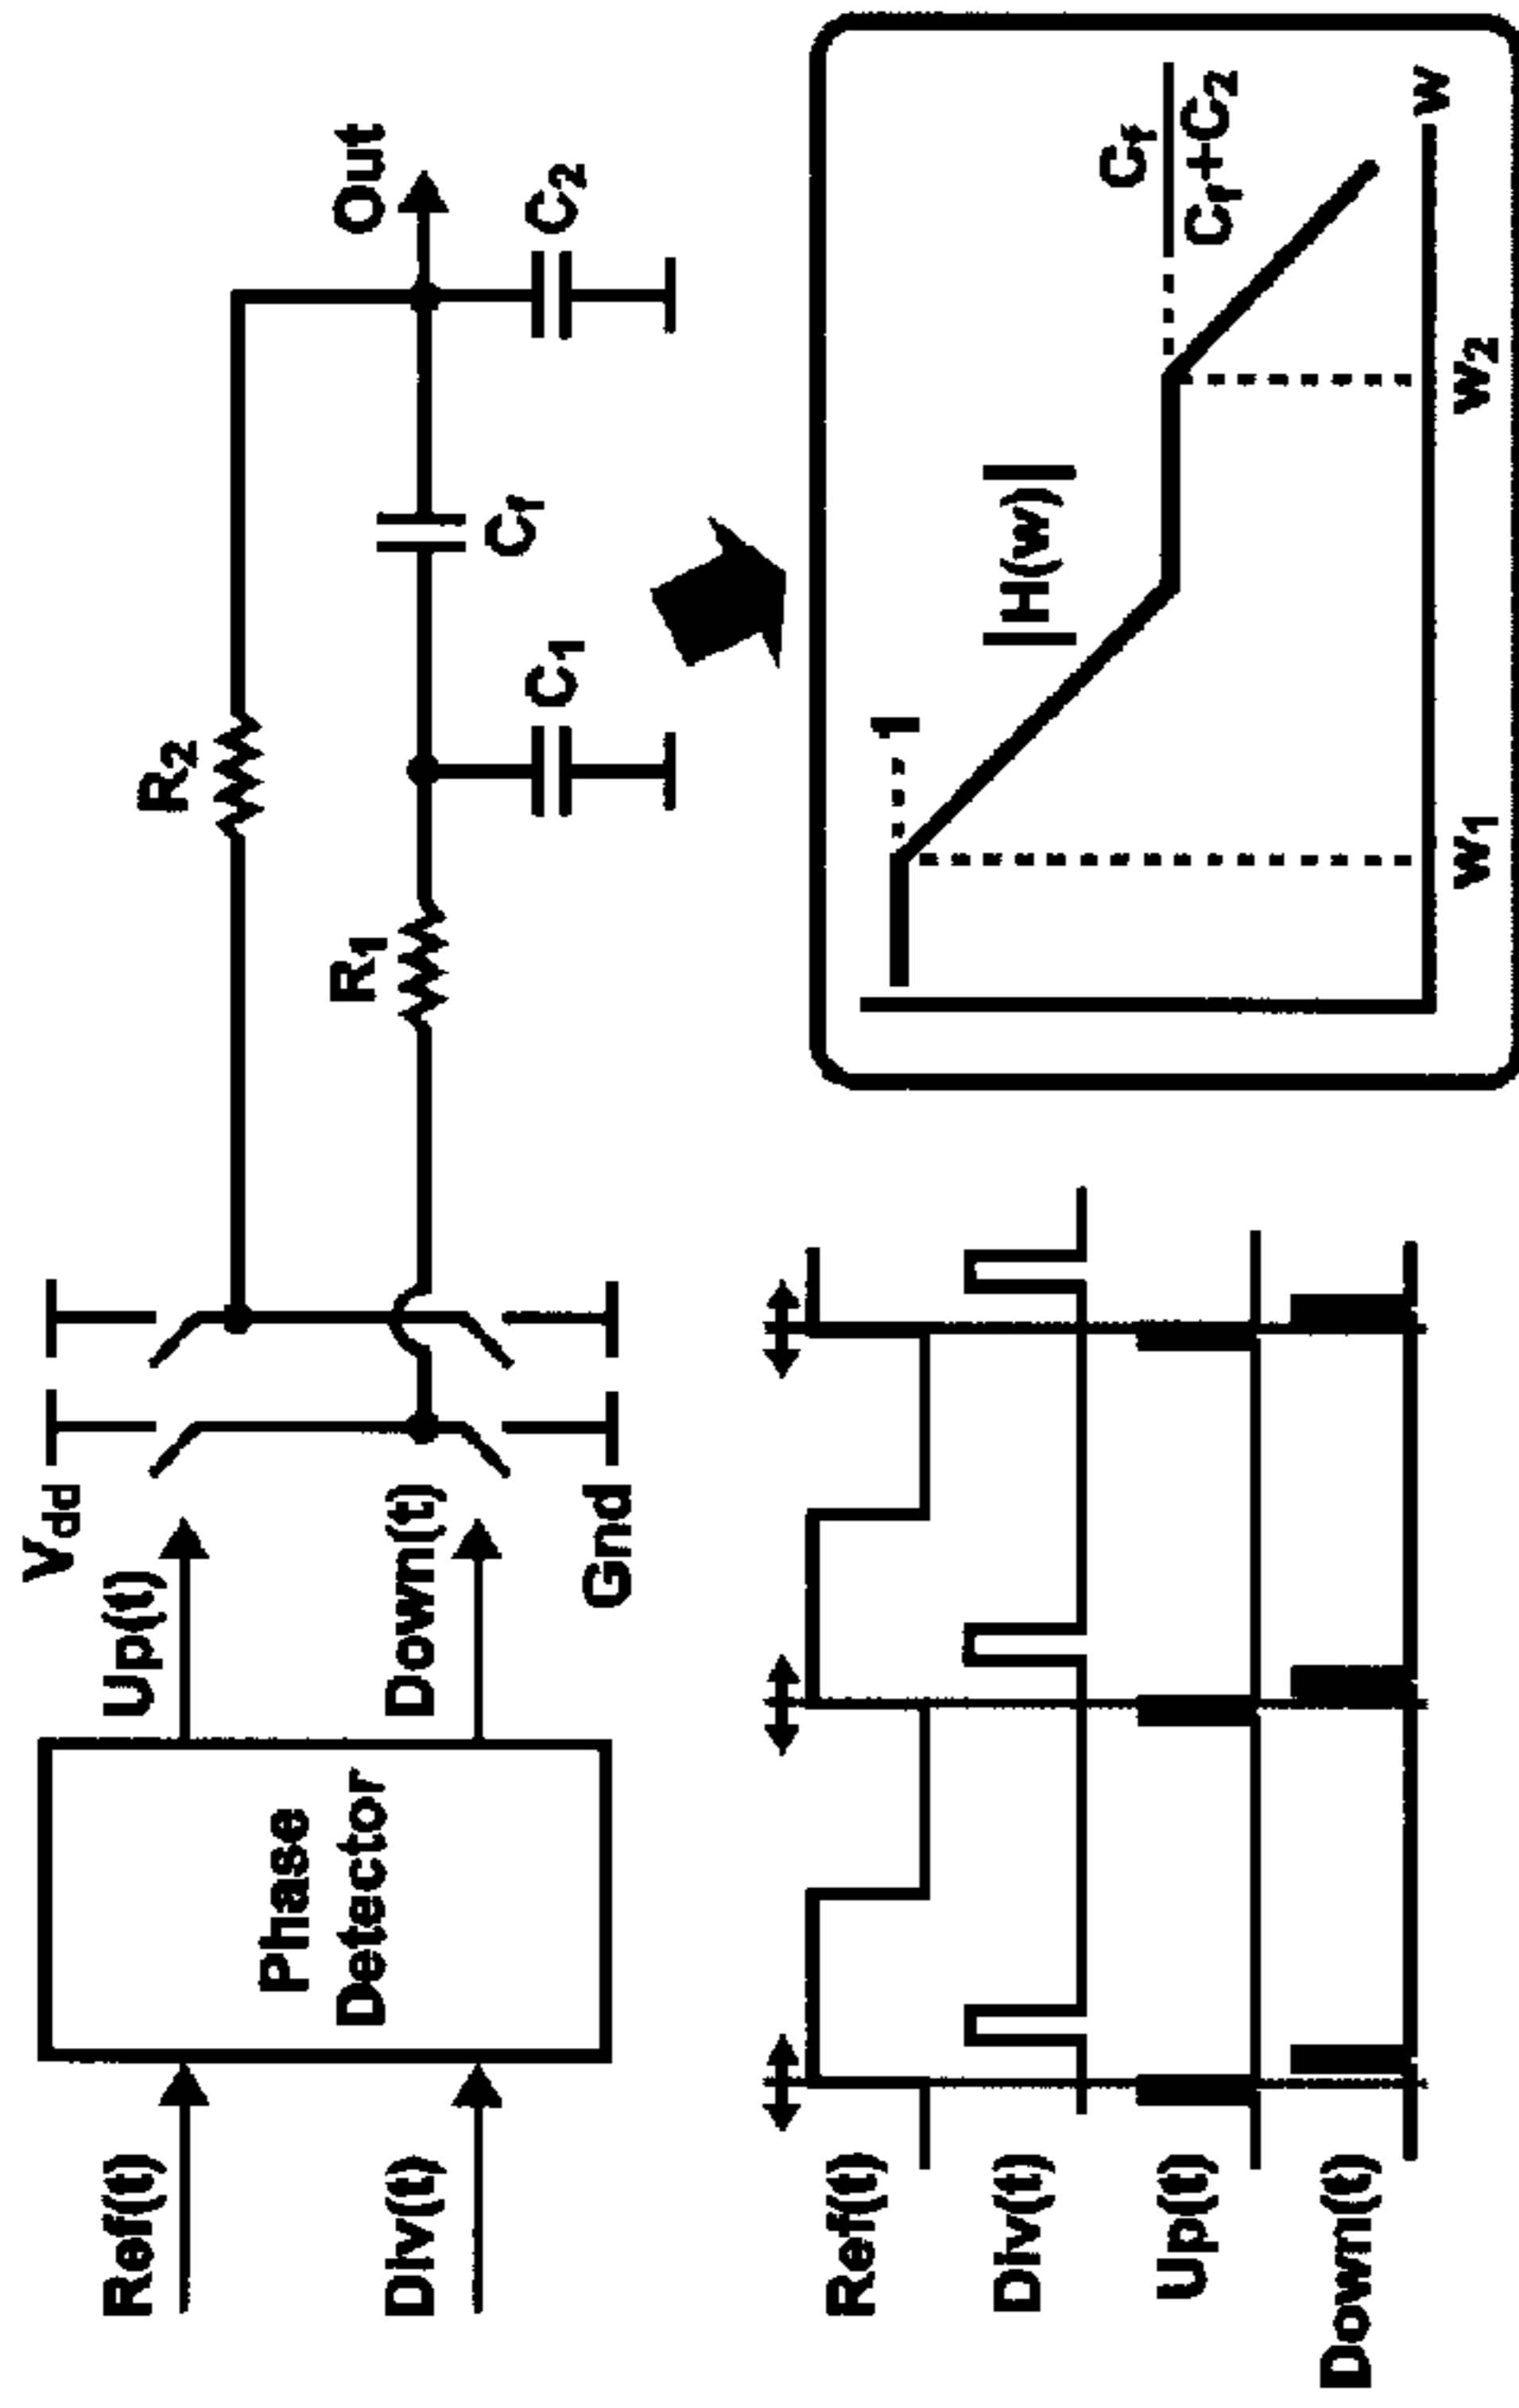 Vdd
Up(t)
Ref(t)
R2
Phase
Detector
R1
Out
Div(t)
Down(t)
C1
Cf
C2
Gnd
Ref(t)
Div(t)
Up(t)
Down(t)
1
|H(w)|
Cf
Cf+C2
w1
w2
w